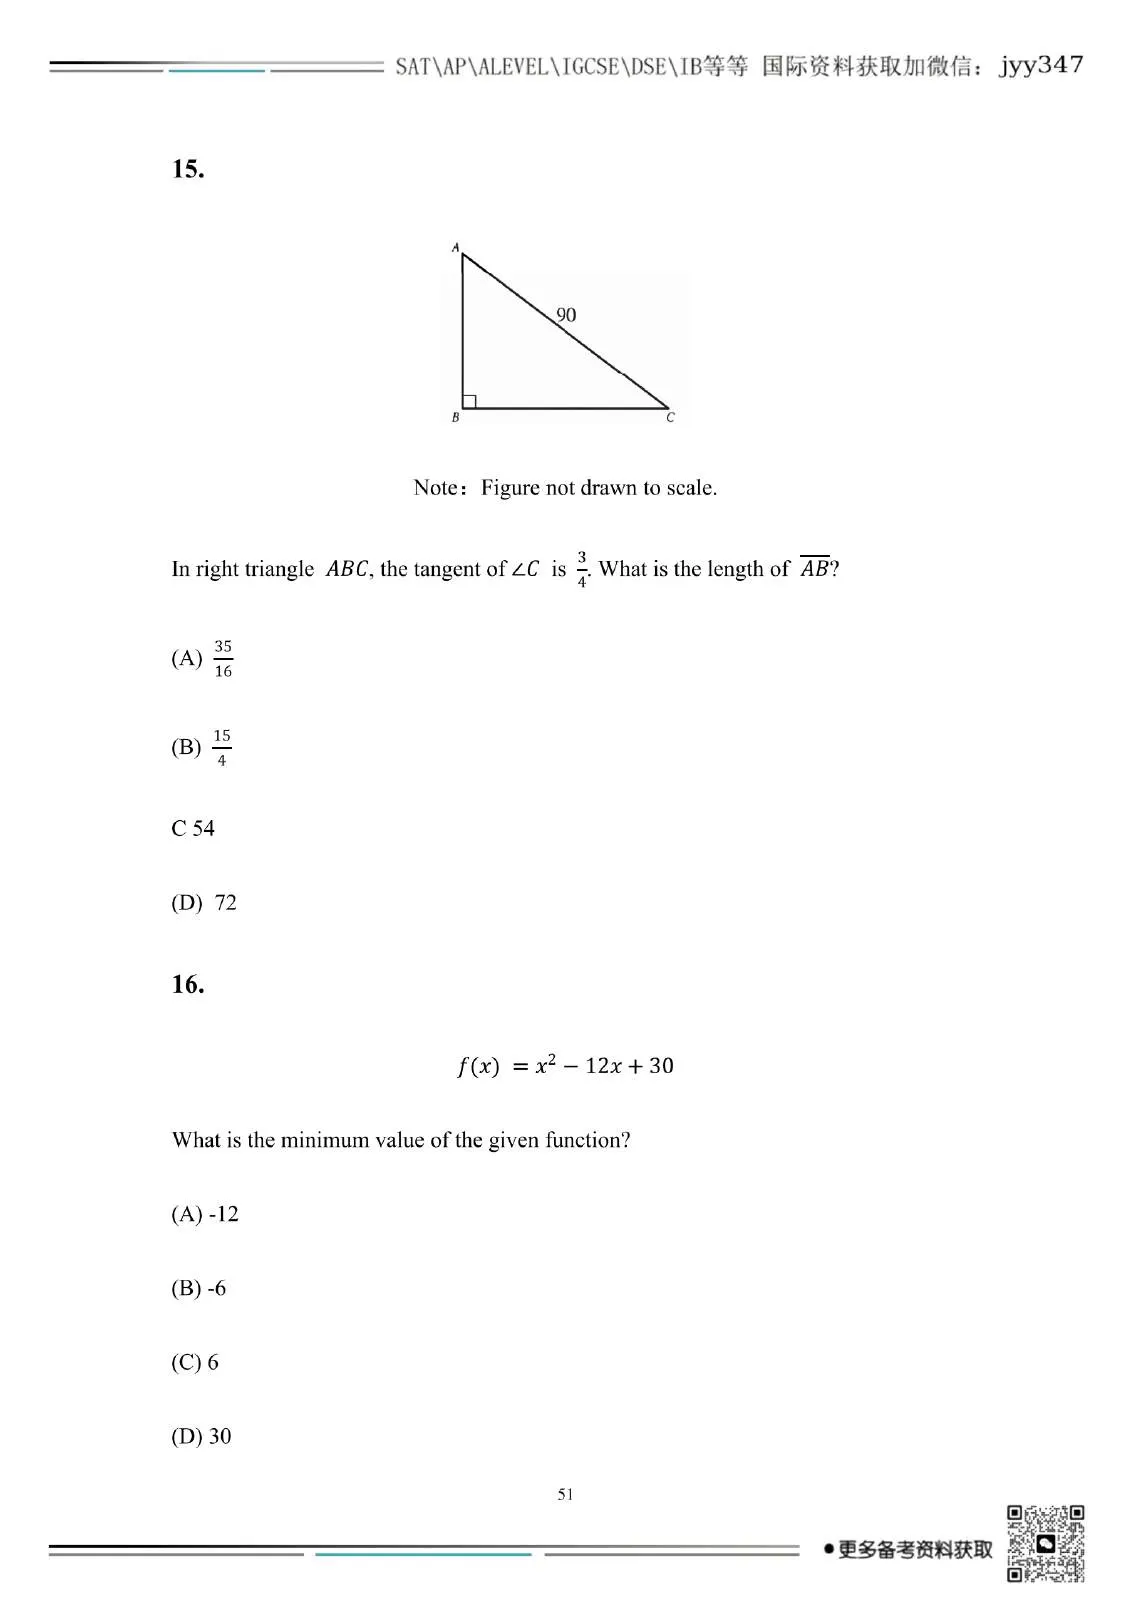 SAT\AP\ALEVEL\IGCSE\DSE\IB等等 国际资料获取加微信: jyy347
15.
A
90
B
C
Note：Figure not drawn to scale.
In right triangle ABC, the tangent of ∠C is 3/4. What is the length of AB?
(A) 35/16
(B) 15/4
C 54
(D) 72
16.
f(x) = x² − 12x + 30
What is the minimum value of the given function?
(A) -12
(B) -6
(C) 6
(D) 30
51
●更多备考资料获取